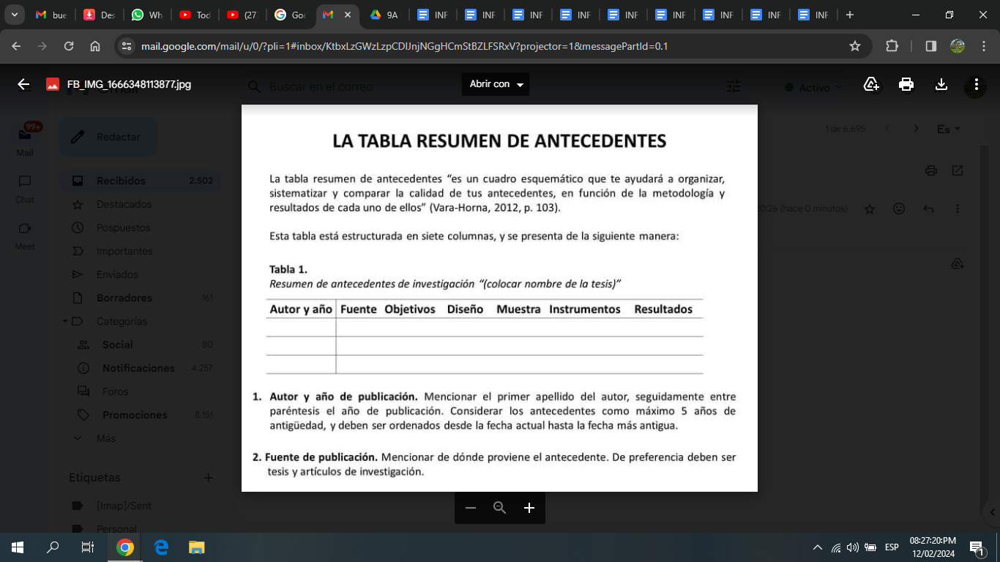 bue
Des
Wh
Tod
(27
Goo
9A
INF
INF
INF
INF
INF
INF
INF
INF
INF
mail.google.com/mail/u/0/?pli=1#inbox/KtbxLzGWzLzpCDlJnjNGgHCmStBZLFSRxV?projector=1&messagePartId=0.1
FB_IMG_1666348113877.jpg
Buscar en el correo
Abrir con
Activo
99+
Mail
Chat
Meet
Redactar
1 de 6.695
Es
Recibidos 2.502
Destacados
Pospuestos
20:26 (hace 0 minutos)
Importantes
Enviados
Borradores 161
Categorías
Social 80
Notificaciones 4.257
Foros
Promociones 8.151
Más
Etiquetas
[Imap]/Sent
Personal
LA TABLA RESUMEN DE ANTECEDENTES
La tabla resumen de antecedentes “es un cuadro esquemático que te ayudará a organizar,
sistematizar y comparar la calidad de tus antecedentes, en función de la metodología y
resultados de cada uno de ellos” (Vara-Horna, 2012, p. 103).
Esta tabla está estructurada en siete columnas, y se presenta de la siguiente manera:
Tabla 1.
Resumen de antecedentes de investigación “(colocar nombre de la tesis)”
Autor y año Fuente Objetivos Diseño Muestra Instrumentos Resultados
1. Autor y año de publicación. Mencionar el primer apellido del autor, seguidamente entre
paréntesis el año de publicación. Considerar los antecedentes como máximo 5 años de
antigüedad, y deben ser ordenados desde la fecha actual hasta la fecha más antigua.
2. Fuente de publicación. Mencionar de dónde proviene el antecedente. De preferencia deben ser
tesis y artículos de investigación.
ESP
08:27:20:PM
12/02/2024
1